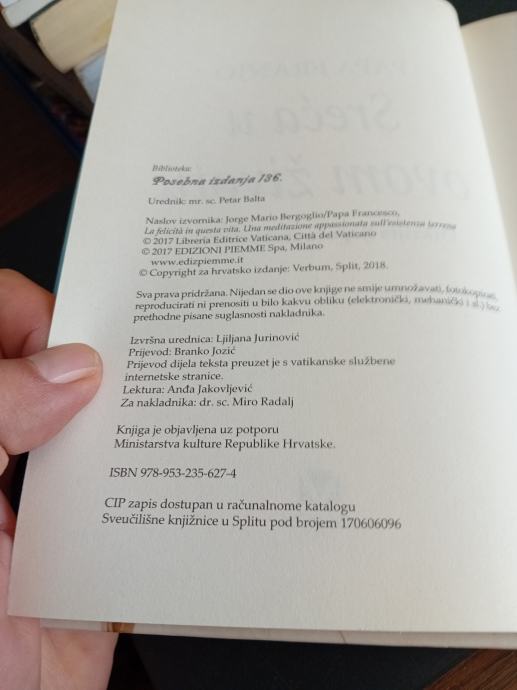 Biblioteka:
Posebna izdanja 136.
Urednik: mr. sc. Petar Balta
Naslov izvornika: Jorge Mario Bergoglio/Papa Francesco,
La felicità in questa vita. Una meditazione appassionata sull'esistenza terrena
© 2017 Libreria Editrice Vaticana, Città del Vaticano
© 2017 EDIZIONI PIEMME Spa, Milano
www.edizpiemme.it
© Copyright za hrvatsko izdanje: Verbum, Split, 2018.
Sva prava pridržana. Nijedan se dio ove knjige ne smije umnožavati, fotokopirati,
reproducirati ni prenositi u bilo kakvu obliku (elektronički, mehanički i sl.) bez
prethodne pisane suglasnosti nakladnika.
Izvršna urednica: Ljiljana Jurinović
Prijevod: Branko Jozić
Prijevod dijela teksta preuzet je s vatikanske službene
internetske stranice.
Lektura: Anđa Jakovljević
Za nakladnika: dr. sc. Miro Radalj
Knjiga je objavljena uz potporu
Ministarstva kulture Republike Hrvatske.
ISBN 978-953-235-627-4
CIP zapis dostupan u računalnome katalogu
Sveučilišne knjižnice u Splitu pod brojem 170606096